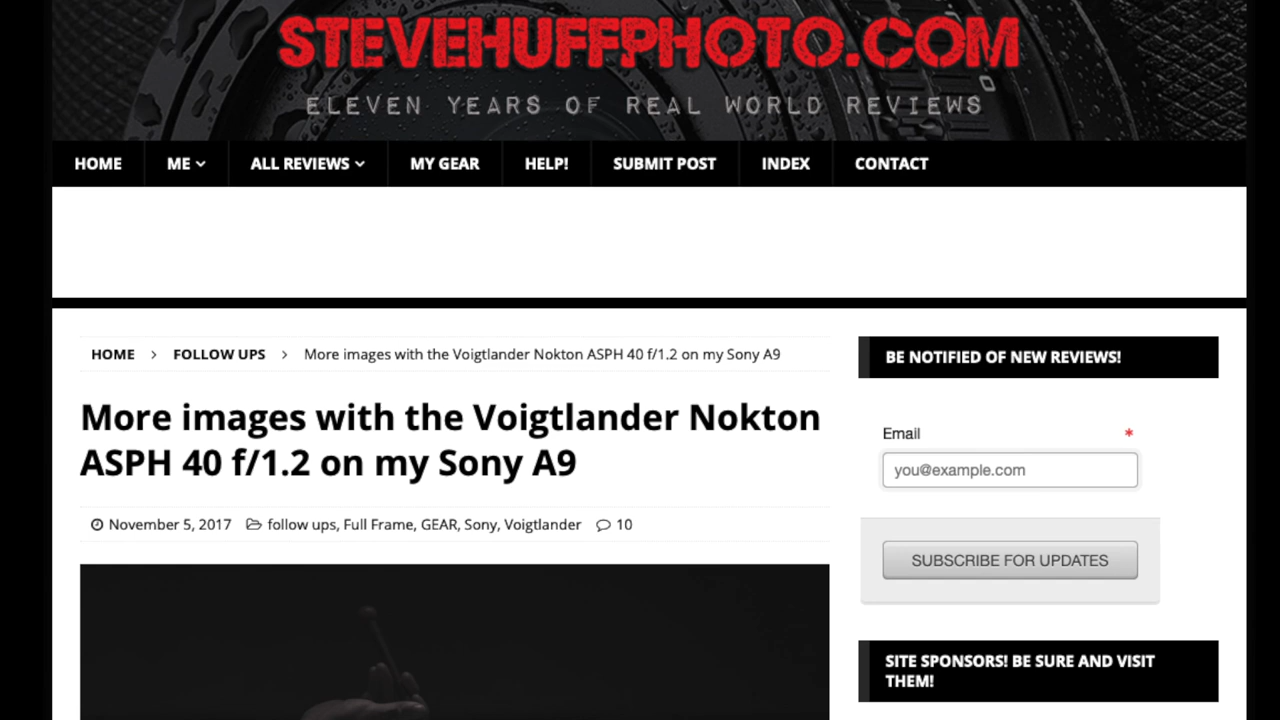 STEVEHUFFPHOTO.COM
ELEVEN YEARS OF REAL WORLD REVIEWS
HOME ME ALL REVIEWS MY GEAR HELP! SUBMIT POST INDEX CONTACT
HOME > FOLLOW UPS > More images with the Voigtlander Nokton ASPH 40 f/1.2 on my Sony A9
More images with the Voigtlander Nokton
ASPH 40 f/1.2 on my Sony A9
November 5, 2017 follow ups, Full Frame, GEAR, Sony, Voigtlander 10
BE NOTIFIED OF NEW REVIEWS!
Email *
you@example.com
SUBSCRIBE FOR UPDATES
SITE SPONSORS! BE SURE AND VISIT
THEM!